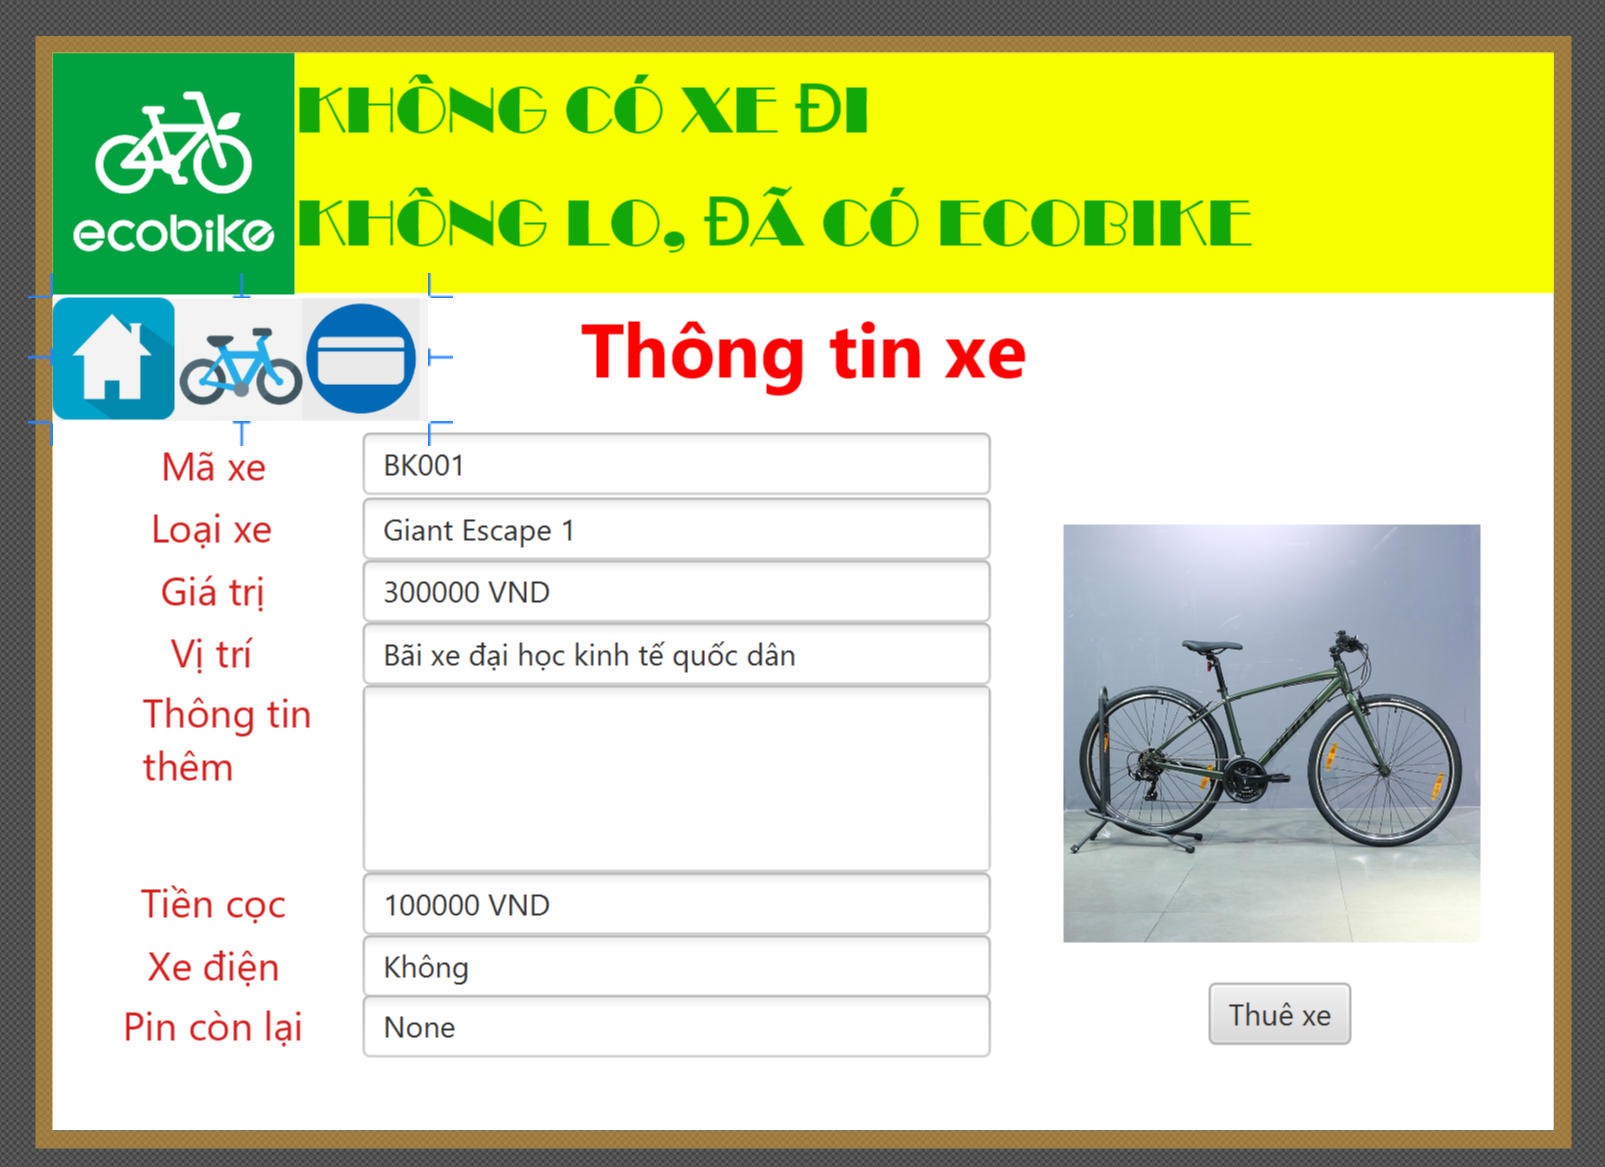 KHÔNG CÓ XE ĐI
KHÔNG LO, ĐÃ CÓ ECOBIKE
ecobike
Thông tin xe
Mã xe
BK001
Loại xe
Giant Escape 1
Giá trị
300000 VND
Vị trí
Bãi xe đại học kinh tế quốc dân
Thông tin
thêm
Tiền cọc
100000 VND
Xe điện
Không
Pin còn lại
None
Thuê xe